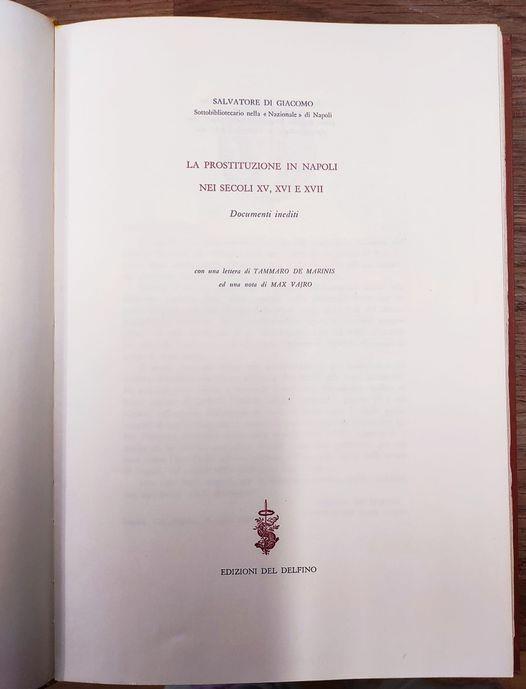 SALVATORE DI GIACOMO
Sottobibliotecario nella « Nazionale » di Napoli
LA PROSTITUZIONE IN NAPOLI
NEI SECOLI XV, XVI E XVII
Documenti inediti
con una lettera di TAMMARO DE MARINIS
ed una nota di MAX VAJRO
EDIZIONI DEL DELFINO